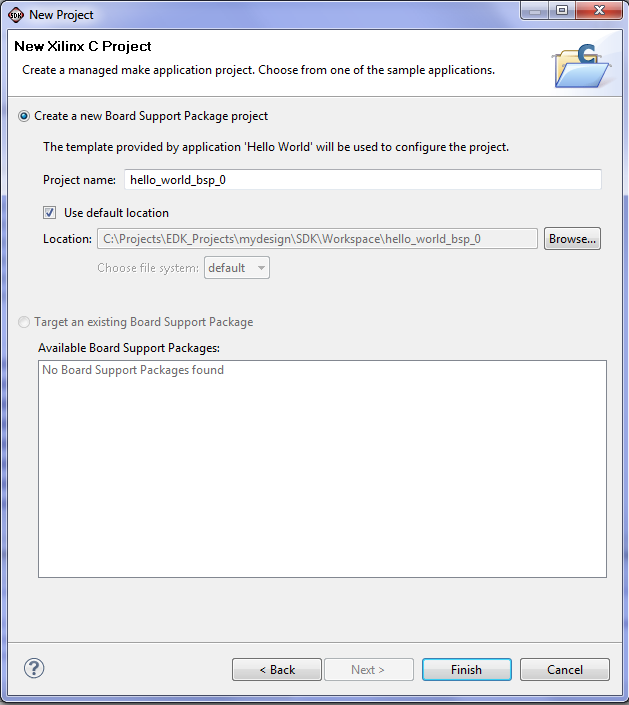 SDK New Project
New Xilinx C Project
Create a managed make application project. Choose from one of the sample applications.
C
Create a new Board Support Package project
The template provided by application 'Hello World' will be used to configure the project.
Project name: hello_world_bsp_0
Use default location
Location: C:\Projects\EDK_Projects\mydesign\SDK\Workspace\hello_world_bsp_0 Browse...
Choose file system: default
Target an existing Board Support Package
Available Board Support Packages:
No Board Support Packages found
? < Back Next > Finish Cancel